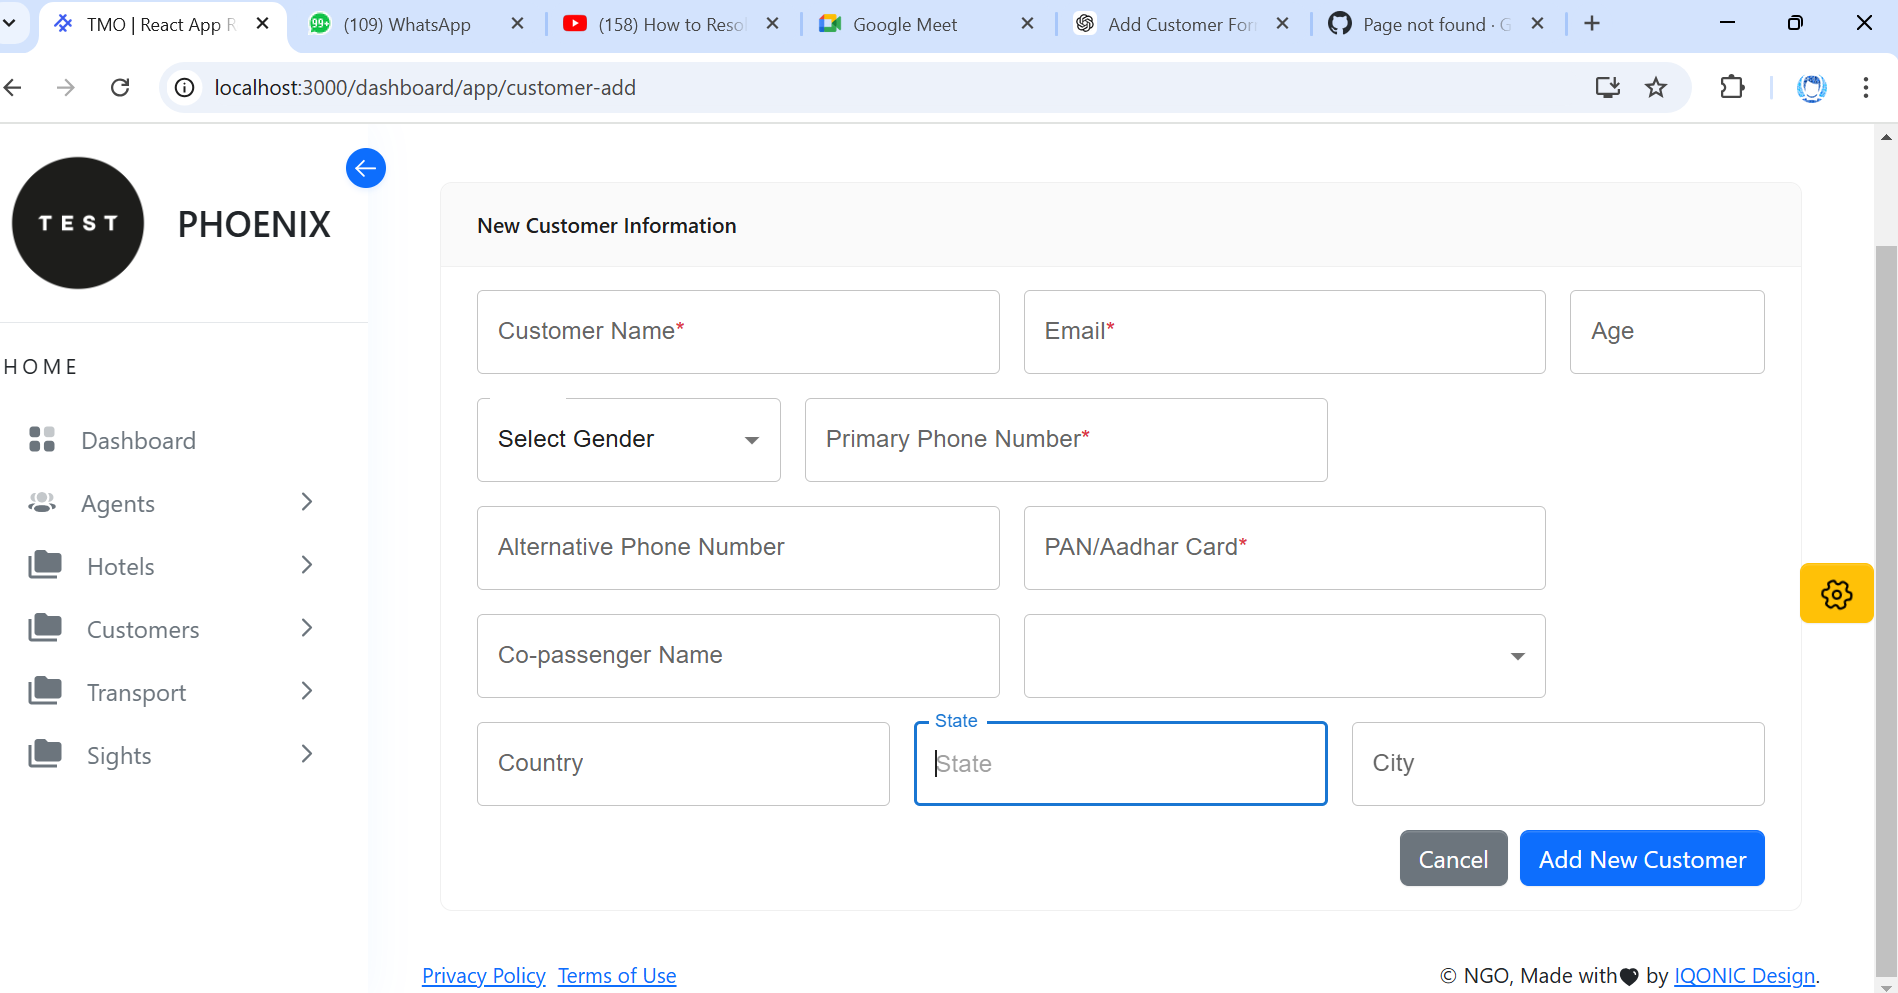 TMO | React App R
99+
(109) WhatsApp
(158) How to Resol
Google Meet
Add Customer For
Page not found · G
localhost:3000/dashboard/app/customer-add
TEST
PHOENIX
HOME
Dashboard
Agents
Hotels
Customers
Transport
Sights
New Customer Information
Customer Name*
Email*
Age
Select Gender
Primary Phone Number*
Alternative Phone Number
PAN/Aadhar Card*
Co-passenger Name
Country
State
State
City
Cancel
Add New Customer
Privacy Policy Terms of Use
© NGO, Made with🖤 by IQONIC Design.